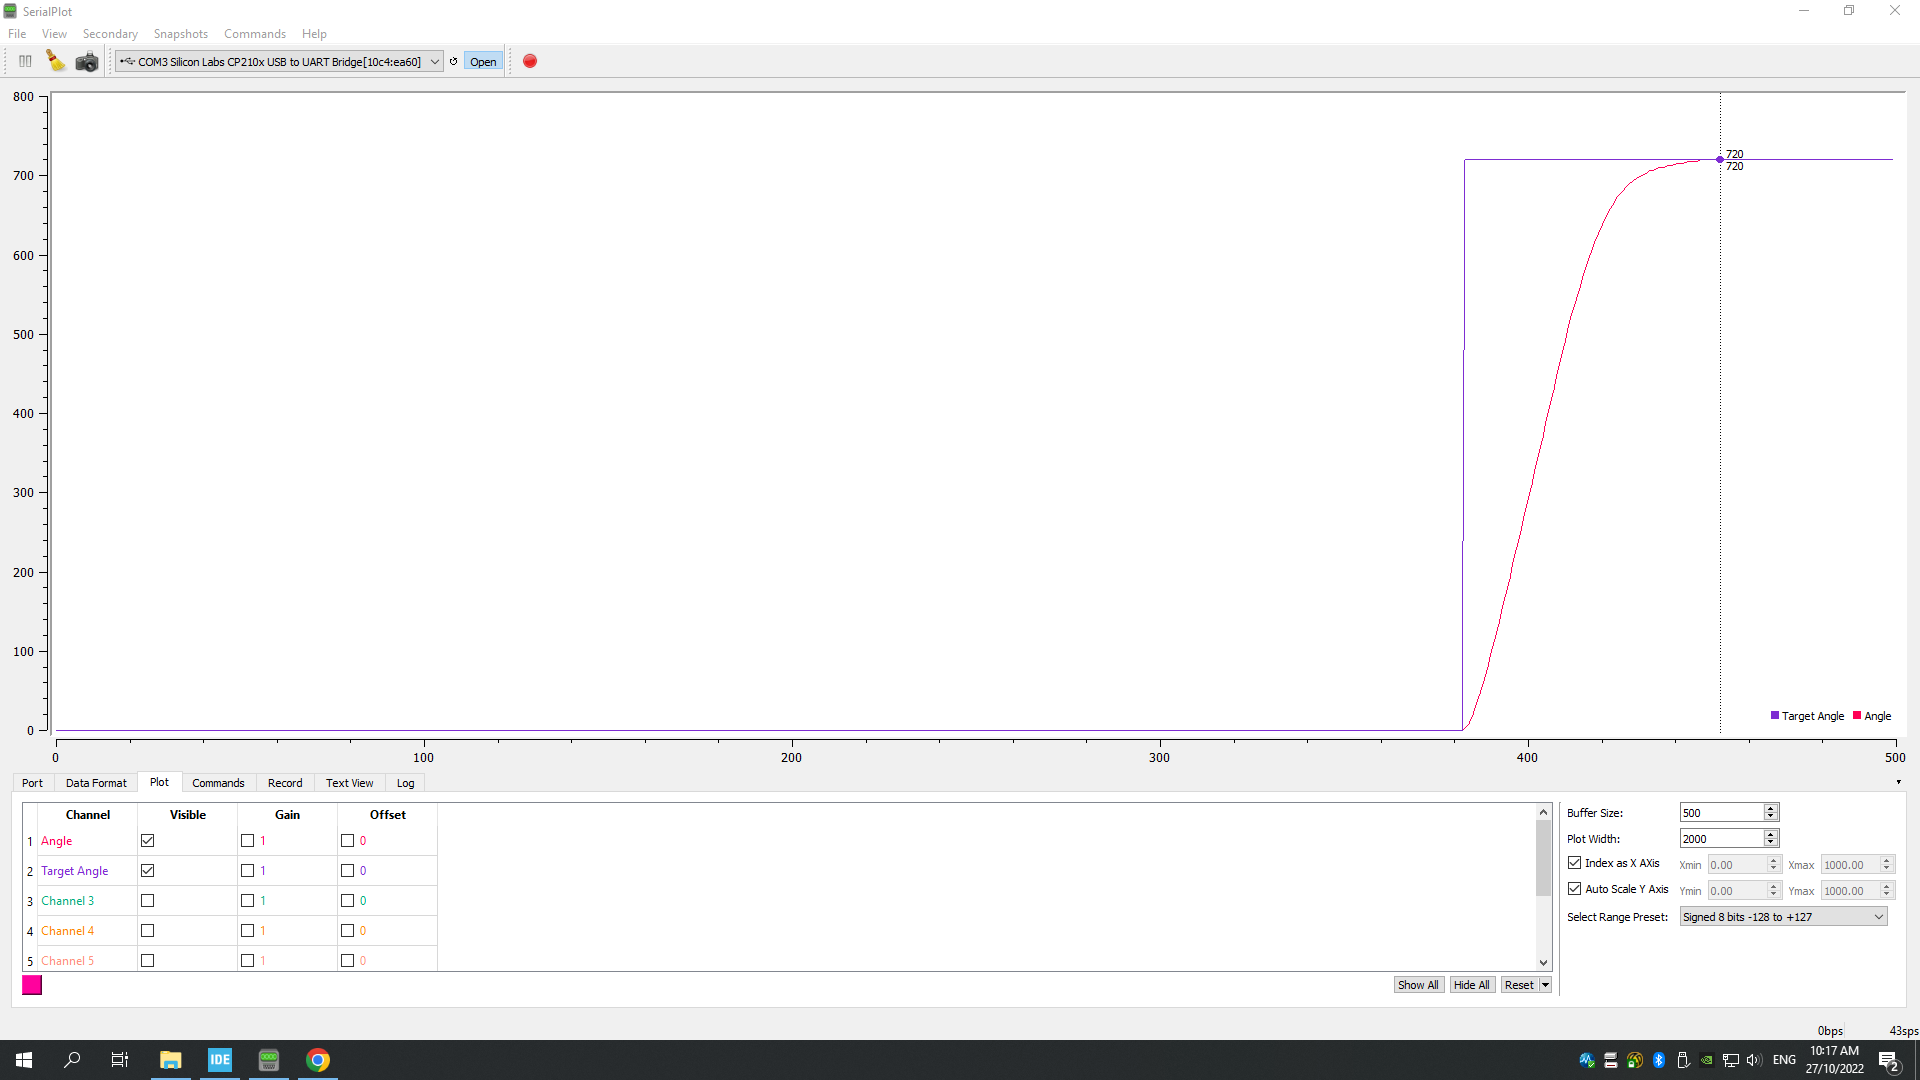 SerialPlot
File View Secondary Snapshots Commands Help
COM3 Silicon Labs CP210x USB to UART Bridge[10c4:ea60] Open
800
700
600
500
400
300
200
100
0
720
720
Target Angle Angle
0 100 200 300 400 500
Port Data Format Plot Commands Record Text View Log
Channel Visible Gain Offset
1 Angle 1 0
2 Target Angle 1 0
3 Channel 3 1 0
4 Channel 4 1 0
5 Channel 5 1 0
Show All Hide All Reset
Buffer Size: 500
Plot Width: 2000
Index as X AXis Xmin 0.00 Xmax 1000.00
Auto Scale Y Axis Ymin 0.00 Ymax 1000.00
Select Range Preset: Signed 8 bits -128 to +127
0bps 43sps
IDE
ENG
10:17 AM
27/10/2022
2